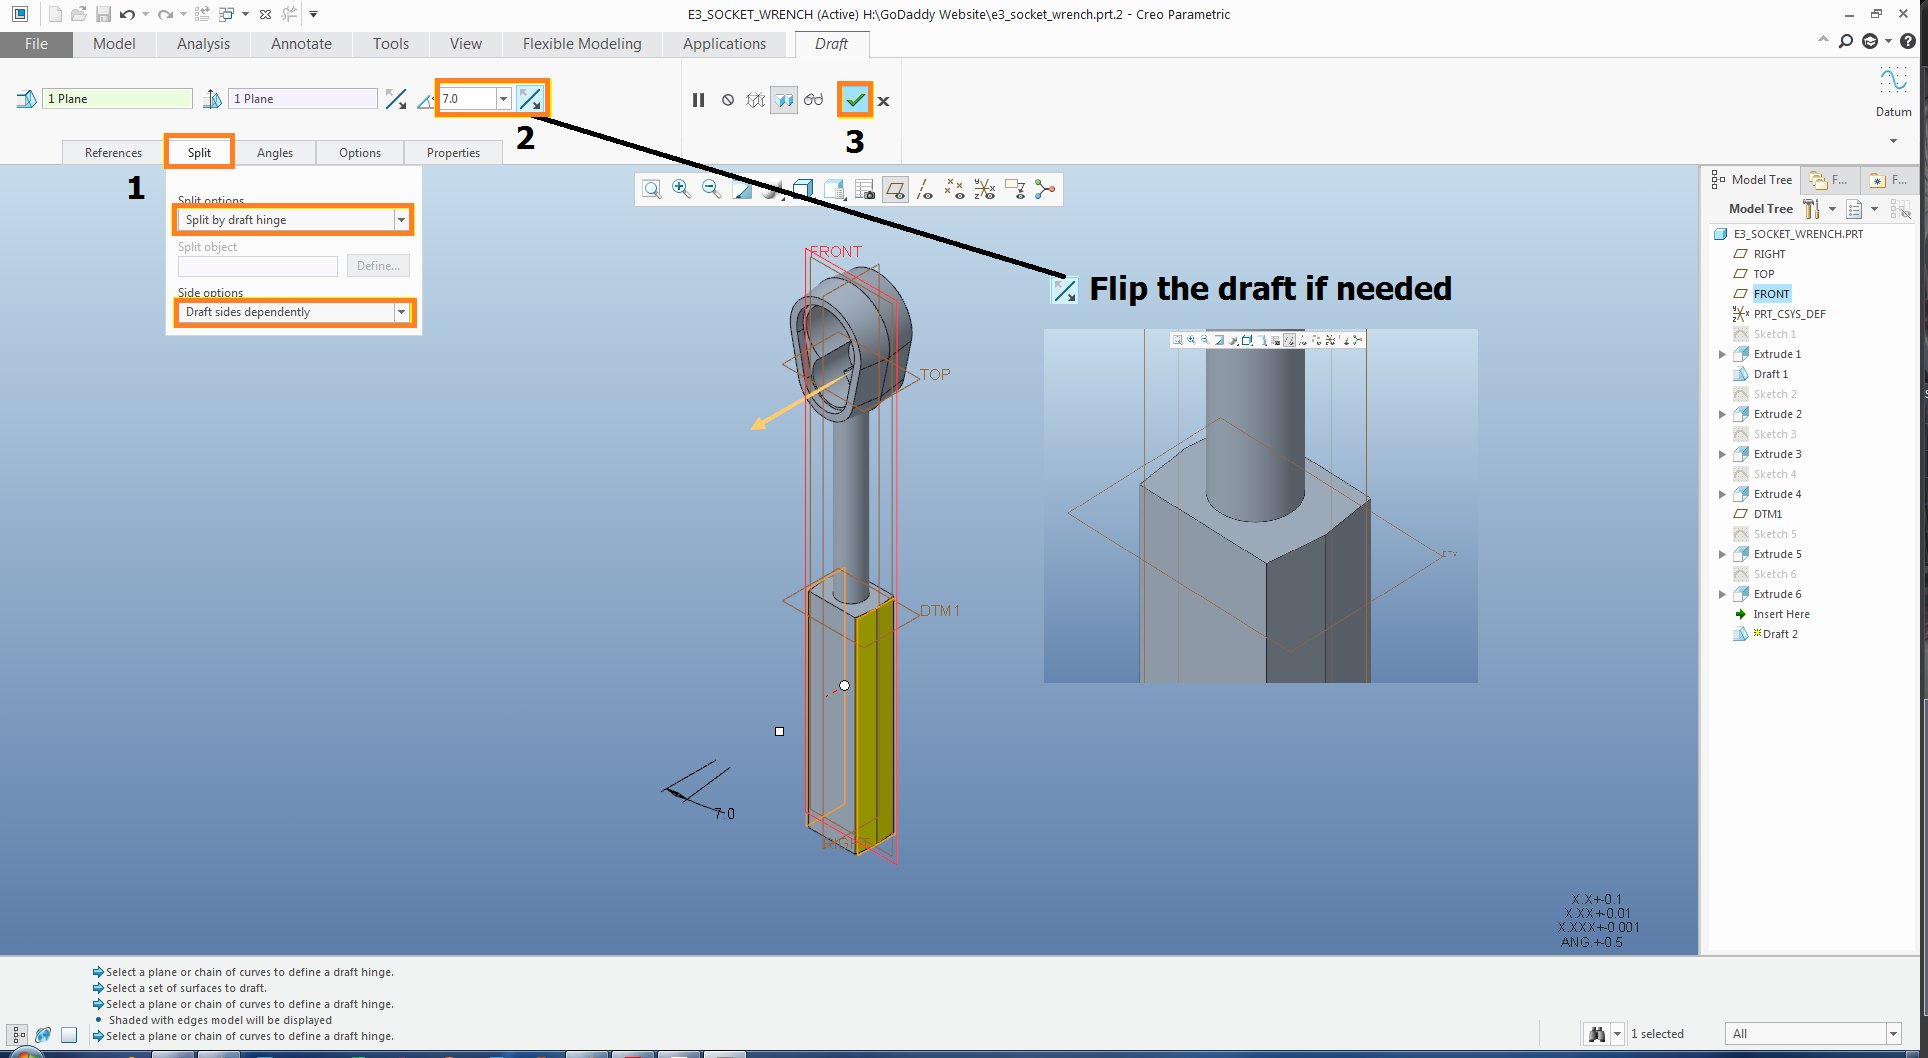 E3_SOCKET_WRENCH (Active) H:\GoDaddy Website\e3_socket_wrench.prt.2 - Creo Parametric
File Model Analysis Annotate Tools View Flexible Modeling Applications Draft
1 Plane 1 Plane 7.0
Datum
2 3
References Split Angles Options Properties
1
Split options
Split by draft hinge
Split object
Define...
Side options
Draft sides dependently
Flip the draft if needed
FRONT
TOP
DTM1
RIGHT
7.0
X.X+-0.1
X.XX+-0.01
X.XXX+-0.001
ANG.+-0.5
Model Tree F... F...
Model Tree
E3_SOCKET_WRENCH.PRT
RIGHT
TOP
FRONT
PRT_CSYS_DEF
Sketch 1
Extrude 1
Draft 1
Sketch 2
Extrude 2
Sketch 3
Extrude 3
Sketch 4
Extrude 4
DTM1
Sketch 5
Extrude 5
Sketch 6
Extrude 6
Insert Here
Draft 2
Select a plane or chain of curves to define a draft hinge.
Select a set of surfaces to draft.
Select a plane or chain of curves to define a draft hinge.
Shaded with edges model will be displayed
Select a plane or chain of curves to define a draft hinge.
1 selected All